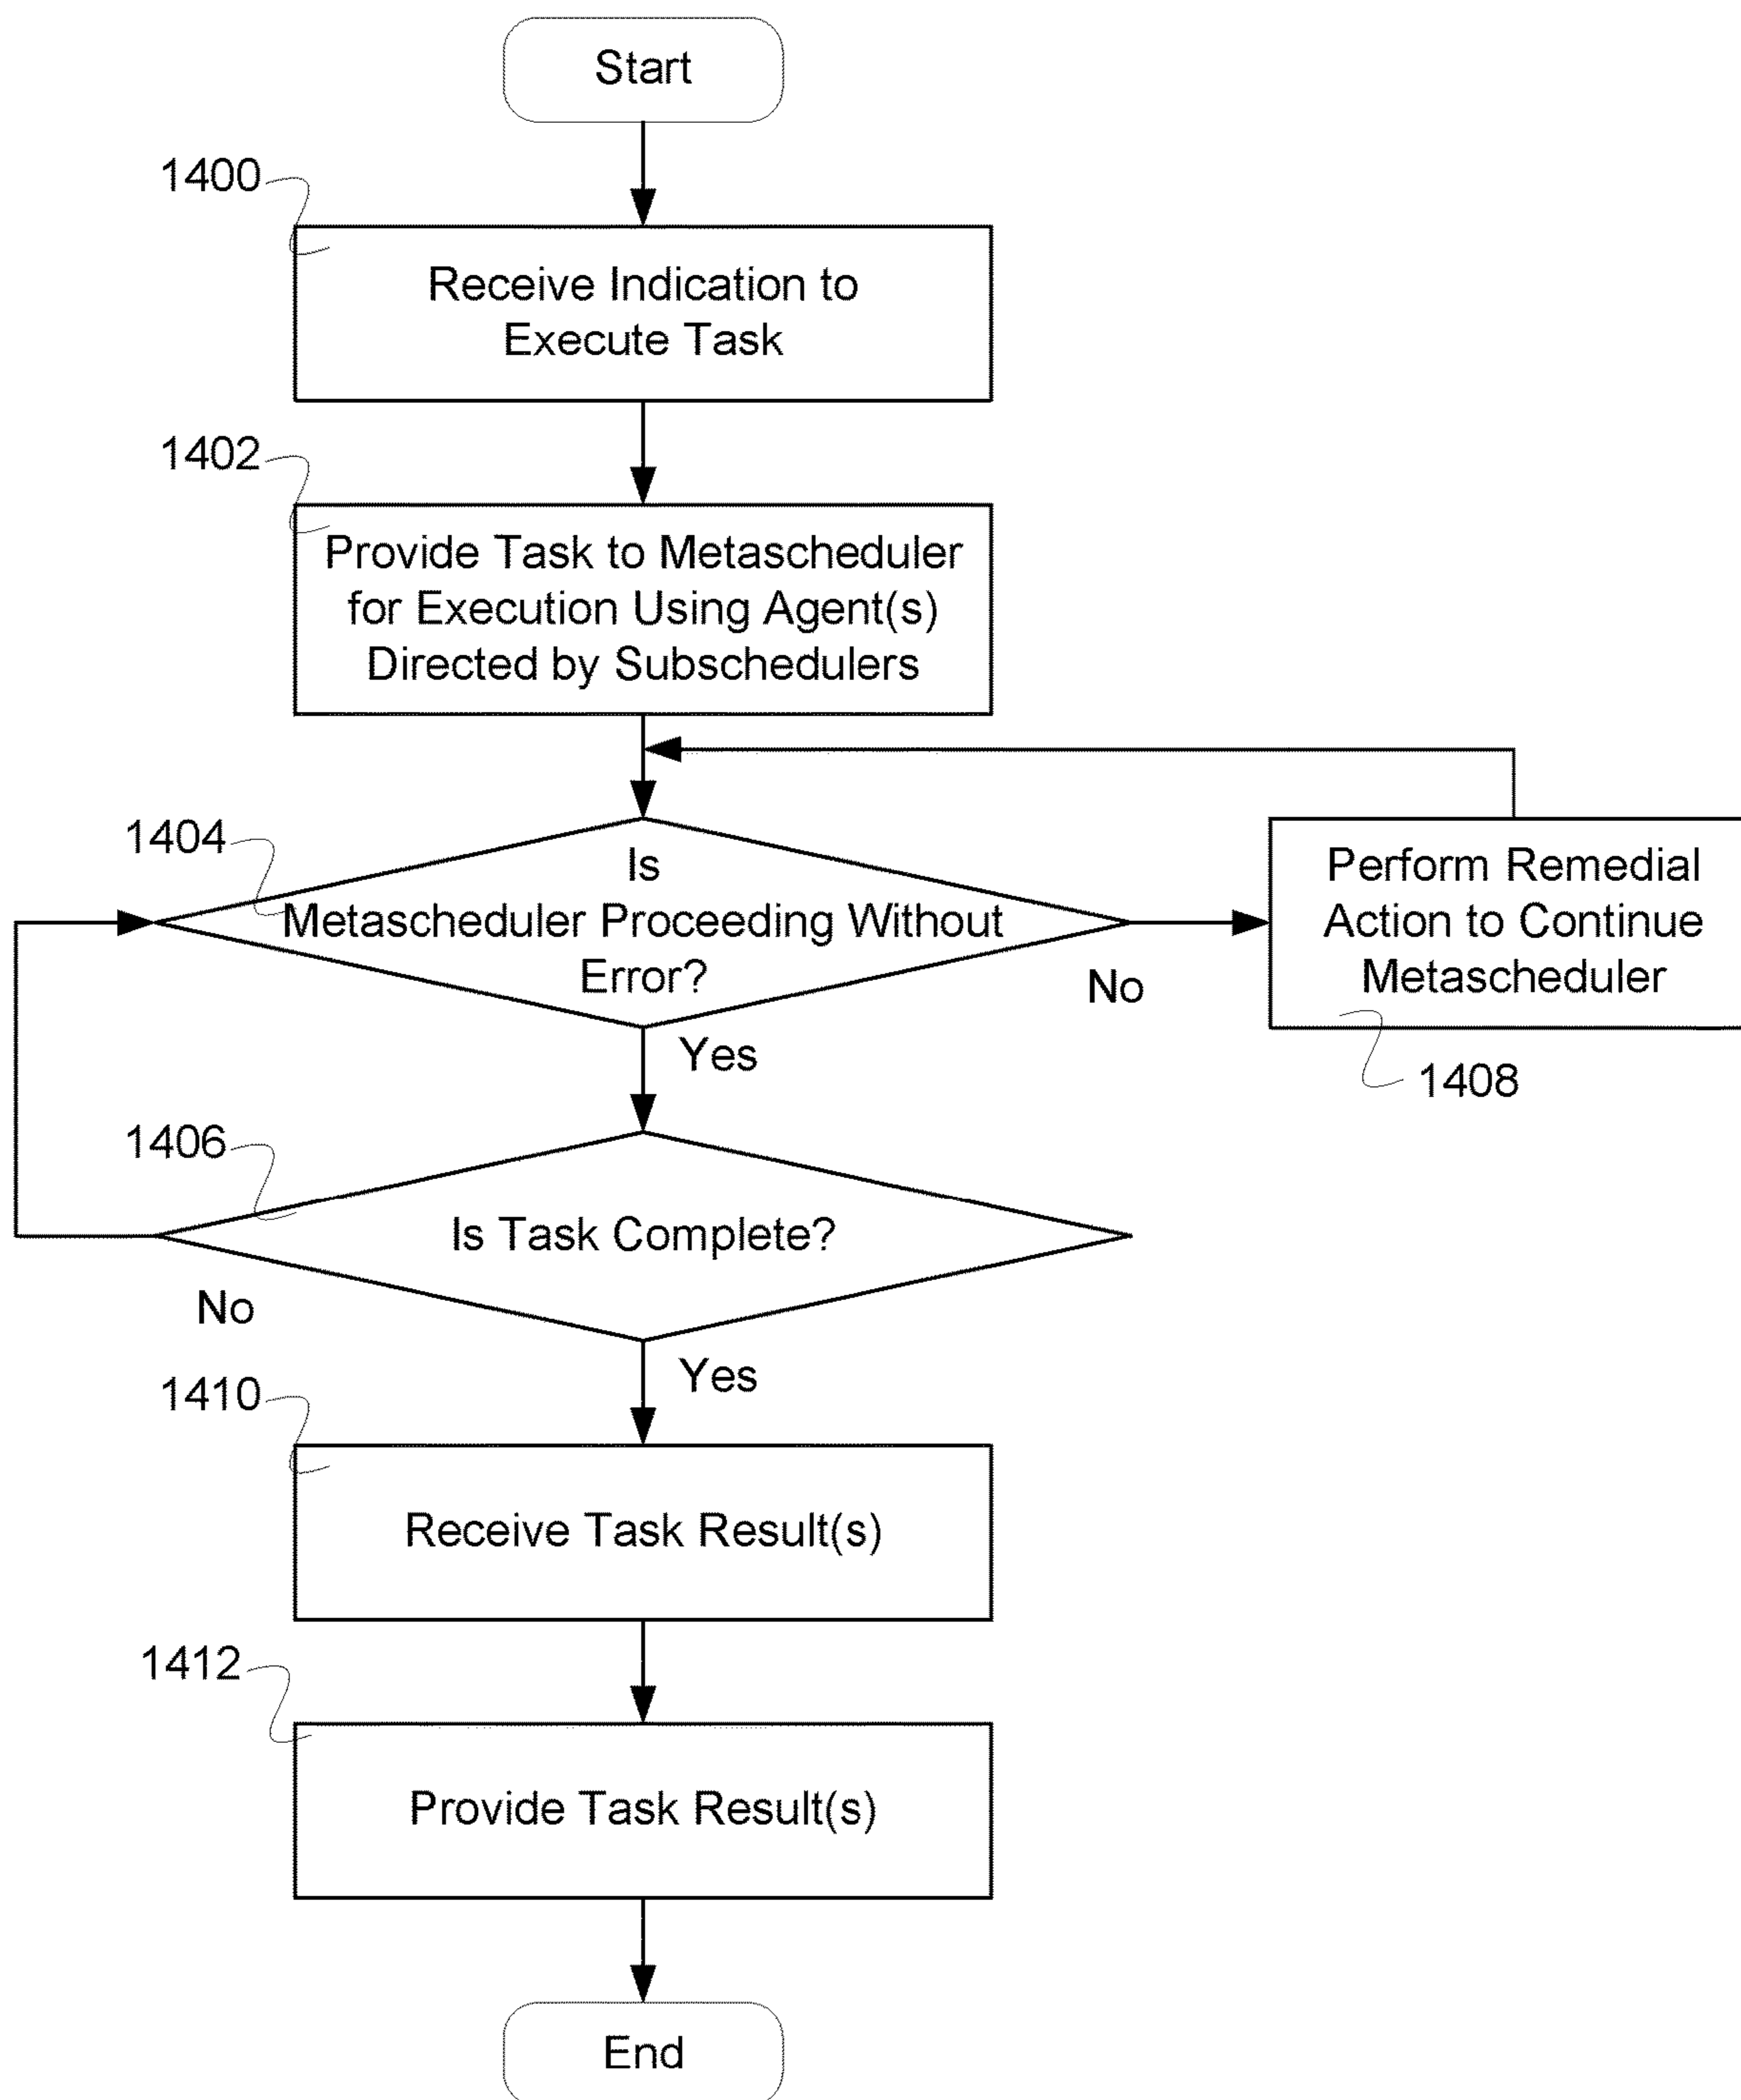 Start
1400
Receive Indication to
Execute Task
1402
Provide Task to Metascheduler
for Execution Using Agent(s)
Directed by Subschedulers
1404
Is
Metascheduler Proceeding Without
Error?
No
Perform Remedial
Action to Continue
Metascheduler
1408
Yes
1406
Is Task Complete?
No
Yes
1410
Receive Task Result(s)
1412
Provide Task Result(s)
End